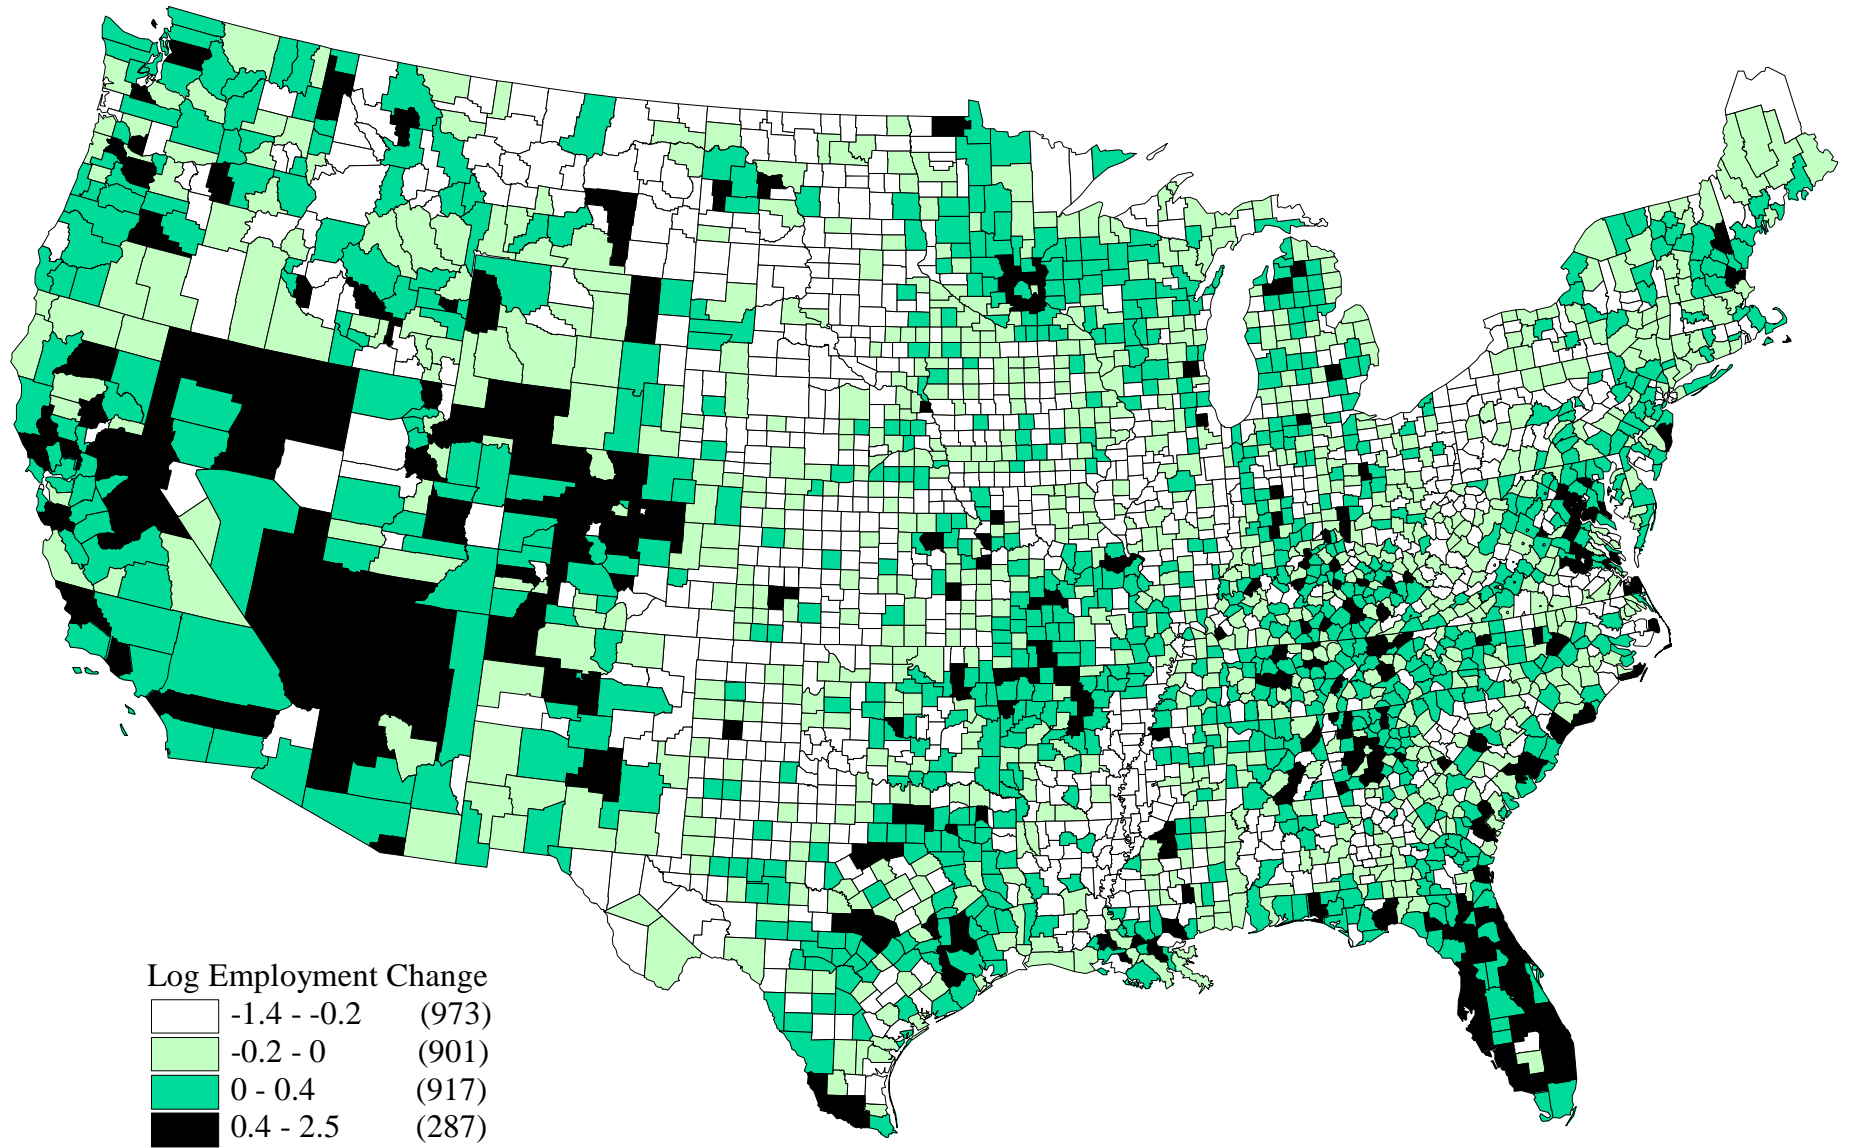 Log Employment Change
-1.4 - -0.2 (973)
-0.2 - 0 (901)
0 - 0.4 (917)
0.4 - 2.5 (287)